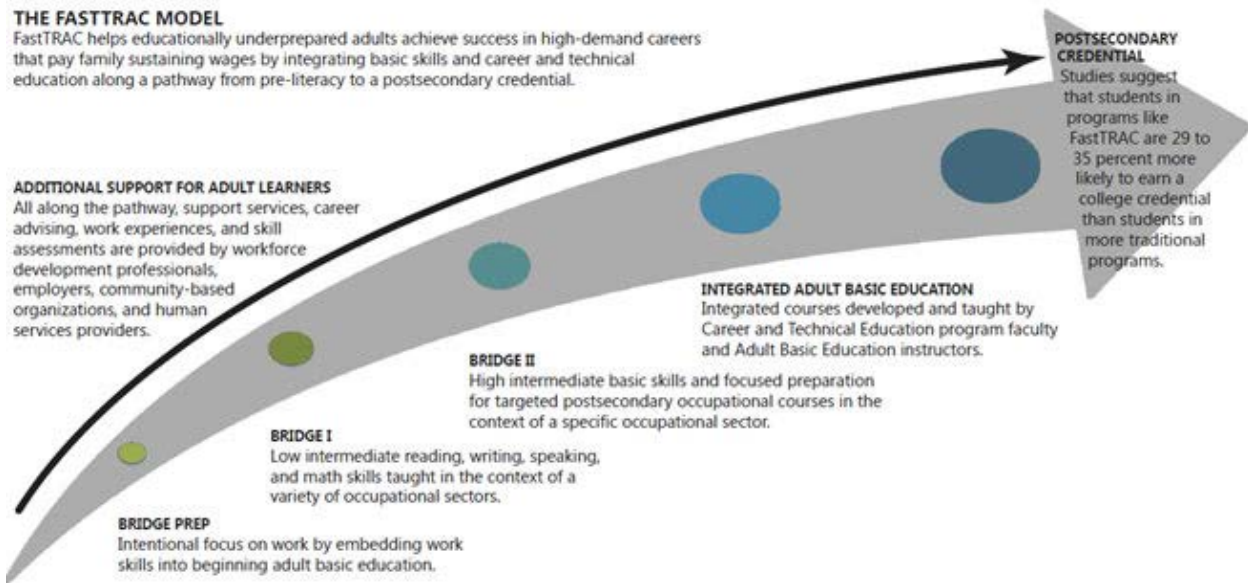 THE FASTTRAC MODEL
FastTRAC helps educationally underprepared adults achieve success in high-demand careers
that pay family sustaining wages by integrating basic skills and career and technical
education along a pathway from pre-literacy to a postsecondary credential.
ADDITIONAL SUPPORT FOR ADULT LEARNERS
All along the pathway, support services, career
advising, work experiences, and skill
assessments are provided by workforce
development professionals,
employers, community-based
organizations, and human
services providers.
BRIDGE PREP
Intentional focus on work by embedding work
skills into beginning adult basic education.
BRIDGE I
Low intermediate reading, writing, speaking,
and math skills taught in the context of a
variety of occupational sectors.
BRIDGE II
High intermediate basic skills and focused preparation
for targeted postsecondary occupational courses in the
context of a specific occupational sector.
INTEGRATED ADULT BASIC EDUCATION
Integrated courses developed and taught by
Career and Technical Education program faculty
and Adult Basic Education instructors.
POSTSECONDARY
CREDENTIAL
Studies suggest
that students in
programs like
FastTRAC are 29 to
35 percent more
likely to earn a
college credential
than students in
more traditional
programs.